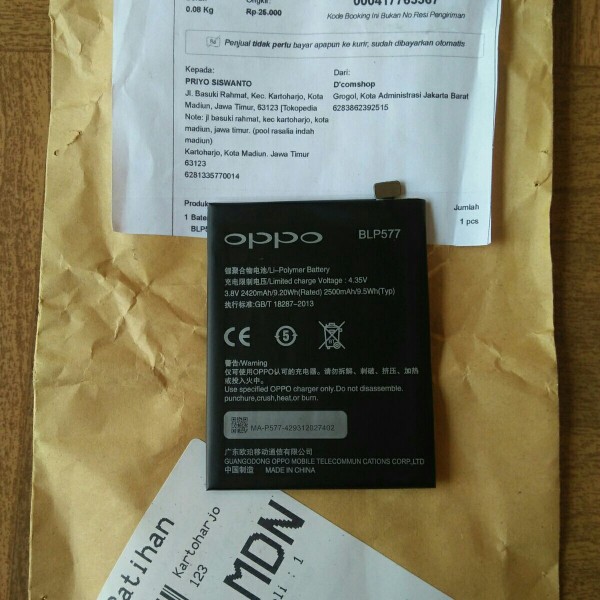 0.08 Kg
Rp 25.000
Kode Booking ini Bukan No Resi Pengiriman
Penjual tidak perlu bayar apapun ke kurir, sudah dibayarkan otomatis
Kepada:
PRIYO SISWANTO
Jl. Basuki Rahmat, Kec. Kartoharjo, Kota
Madiun, Jawa Timur, 63123 [Tokopedia
Note: jl basuki rahmat, kec kartoharjo, kota
madiun, jawa timur. (pool rasalia indah
madiun)
Kartoharjo, Kota Madiun. Jawa Timur
63123
6281335770014
Dari:
D'comshop
Grogol, Kota Administrasi Jakarta Barat
6283862392515
Produk
Jumlah
1 Bate
1 pcs
BLP5
oppo
BLP577
锂聚合物电池/Li-Polymer Battery
充电限制电压/Limited charge Voltage : 4.35V
3.8V 2420mAh/9.20Wh(Rated) 2500mAh/9.5Wh(Typ)
执行标准:GB/T 18287-2013
CE
5
警告/Warning
仅可使用OPPO认可的充电器。请勿拆解、刺破、挤压、加热
或投入火中。
Use specified OPPO charger only.Do not disassemble.
punchure,crush,heat,or burn.
MA-P577-429312827402
广东欧珀移动通信有限公司
GUANGODONG OPPO MOBILE TELECOMMUN CATIONS CORP.,LTD
中国制造 MADE IN CHINA
Patihan
Kartoharjo
123
MDN
li : 1